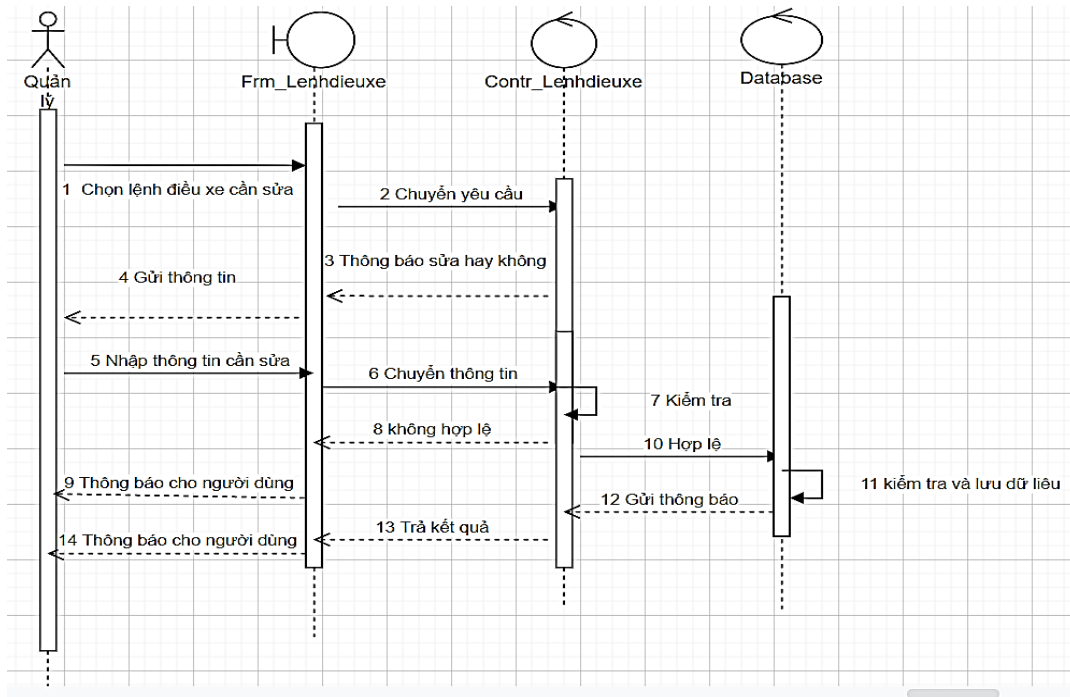 Quản
lý
Frm_Lenhdieuxe
Contr_Lenhdieuxe
Database
1 Chọn lệnh điều xe cần sửa
2 Chuyển yêu cầu
3 Thông báo sửa hay không
4 Gửi thông tin
5 Nhập thông tin cần sửa
6 Chuyển thông tin
7 Kiểm tra
8 không hợp lệ
10 Hợp lệ
9 Thông báo cho người dùng
11 kiểm tra và lưu dữ liêu
12 Gửi thông báo
13 Trả kết quả
14 Thông báo cho người dùng